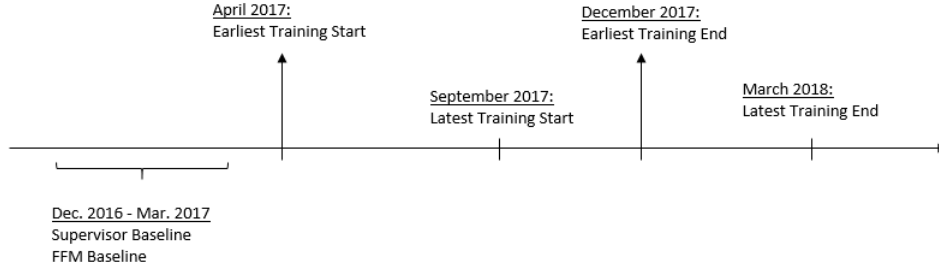 April 2017:
Earliest Training Start
December 2017:
Earliest Training End
September 2017:
Latest Training Start
March 2018:
Latest Training End
Dec. 2016 - Mar. 2017
Supervisor Baseline
FFM Baseline